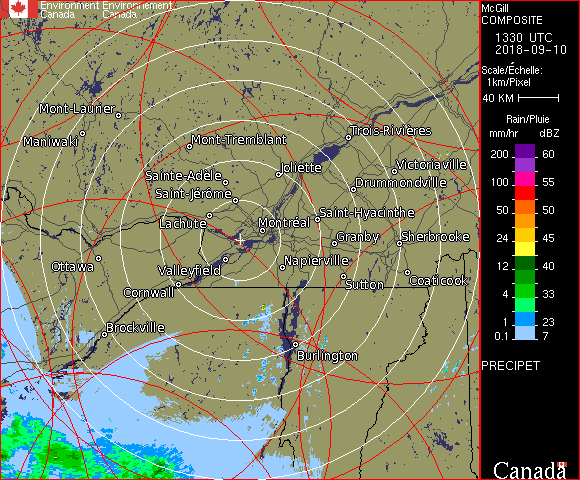 Environment Environnement
Canada Canada
McGill
COMPOSITE
1330 UTC
2018-09-10
Scale/Échelle:
1km/Pixel
40 KM
Rain/Pluie
mm/hr dBZ
200 60
55
100 55
50 50
24 45
12 40
4 33
1 23
0.1 7
PRECIPET
Canada
Mont-Laurier
Maniwaki
Mont-Tremblant
Trois-Rivières
Sainte-Adèle
Joliette
Victoriaville
Saint-Jérôme
Drummondville
Lachute
Montréal
Saint-Hyacinthe
Granby
Sherbrooke
Ottawa
Valleyfield
Napierville
Cornwall
Sutton
Coaticook
Brockville
Burlington